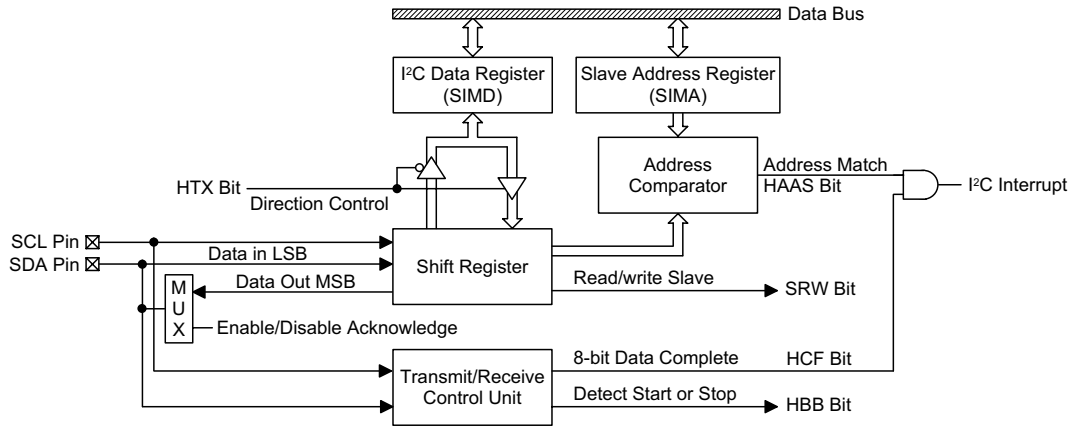 Data Bus
I²C Data Register
(SIMD)
Slave Address Register
(SIMA)
Address
Comparator
Address Match
HAAS Bit
I²C Interrupt
HTX Bit
Direction Control
SCL Pin
SDA Pin
Data in LSB
Shift Register
Data Out MSB
Read/write Slave
SRW Bit
M
U
X
Enable/Disable Acknowledge
Transmit/Receive
Control Unit
8-bit Data Complete
HCF Bit
Detect Start or Stop
HBB Bit